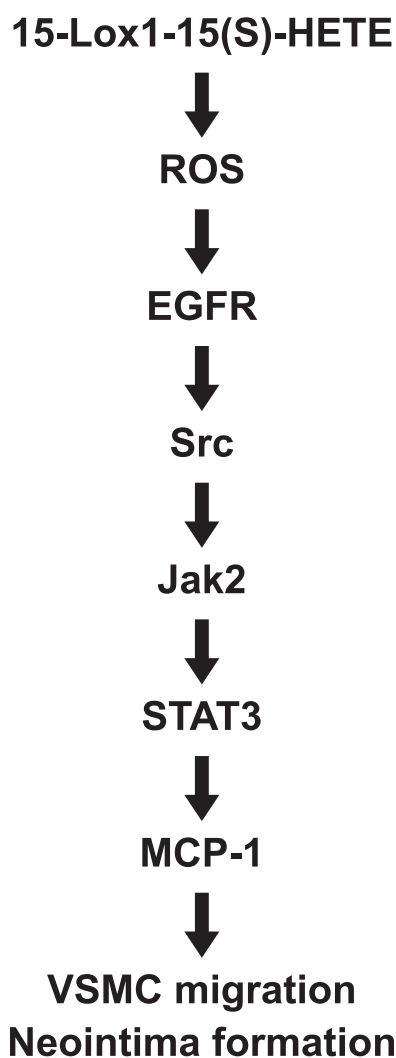 15-Lox1-15(S)-HETE
ROS
EGFR
Src
Jak2
STAT3
MCP-1
VSMC migration
Neointima formation